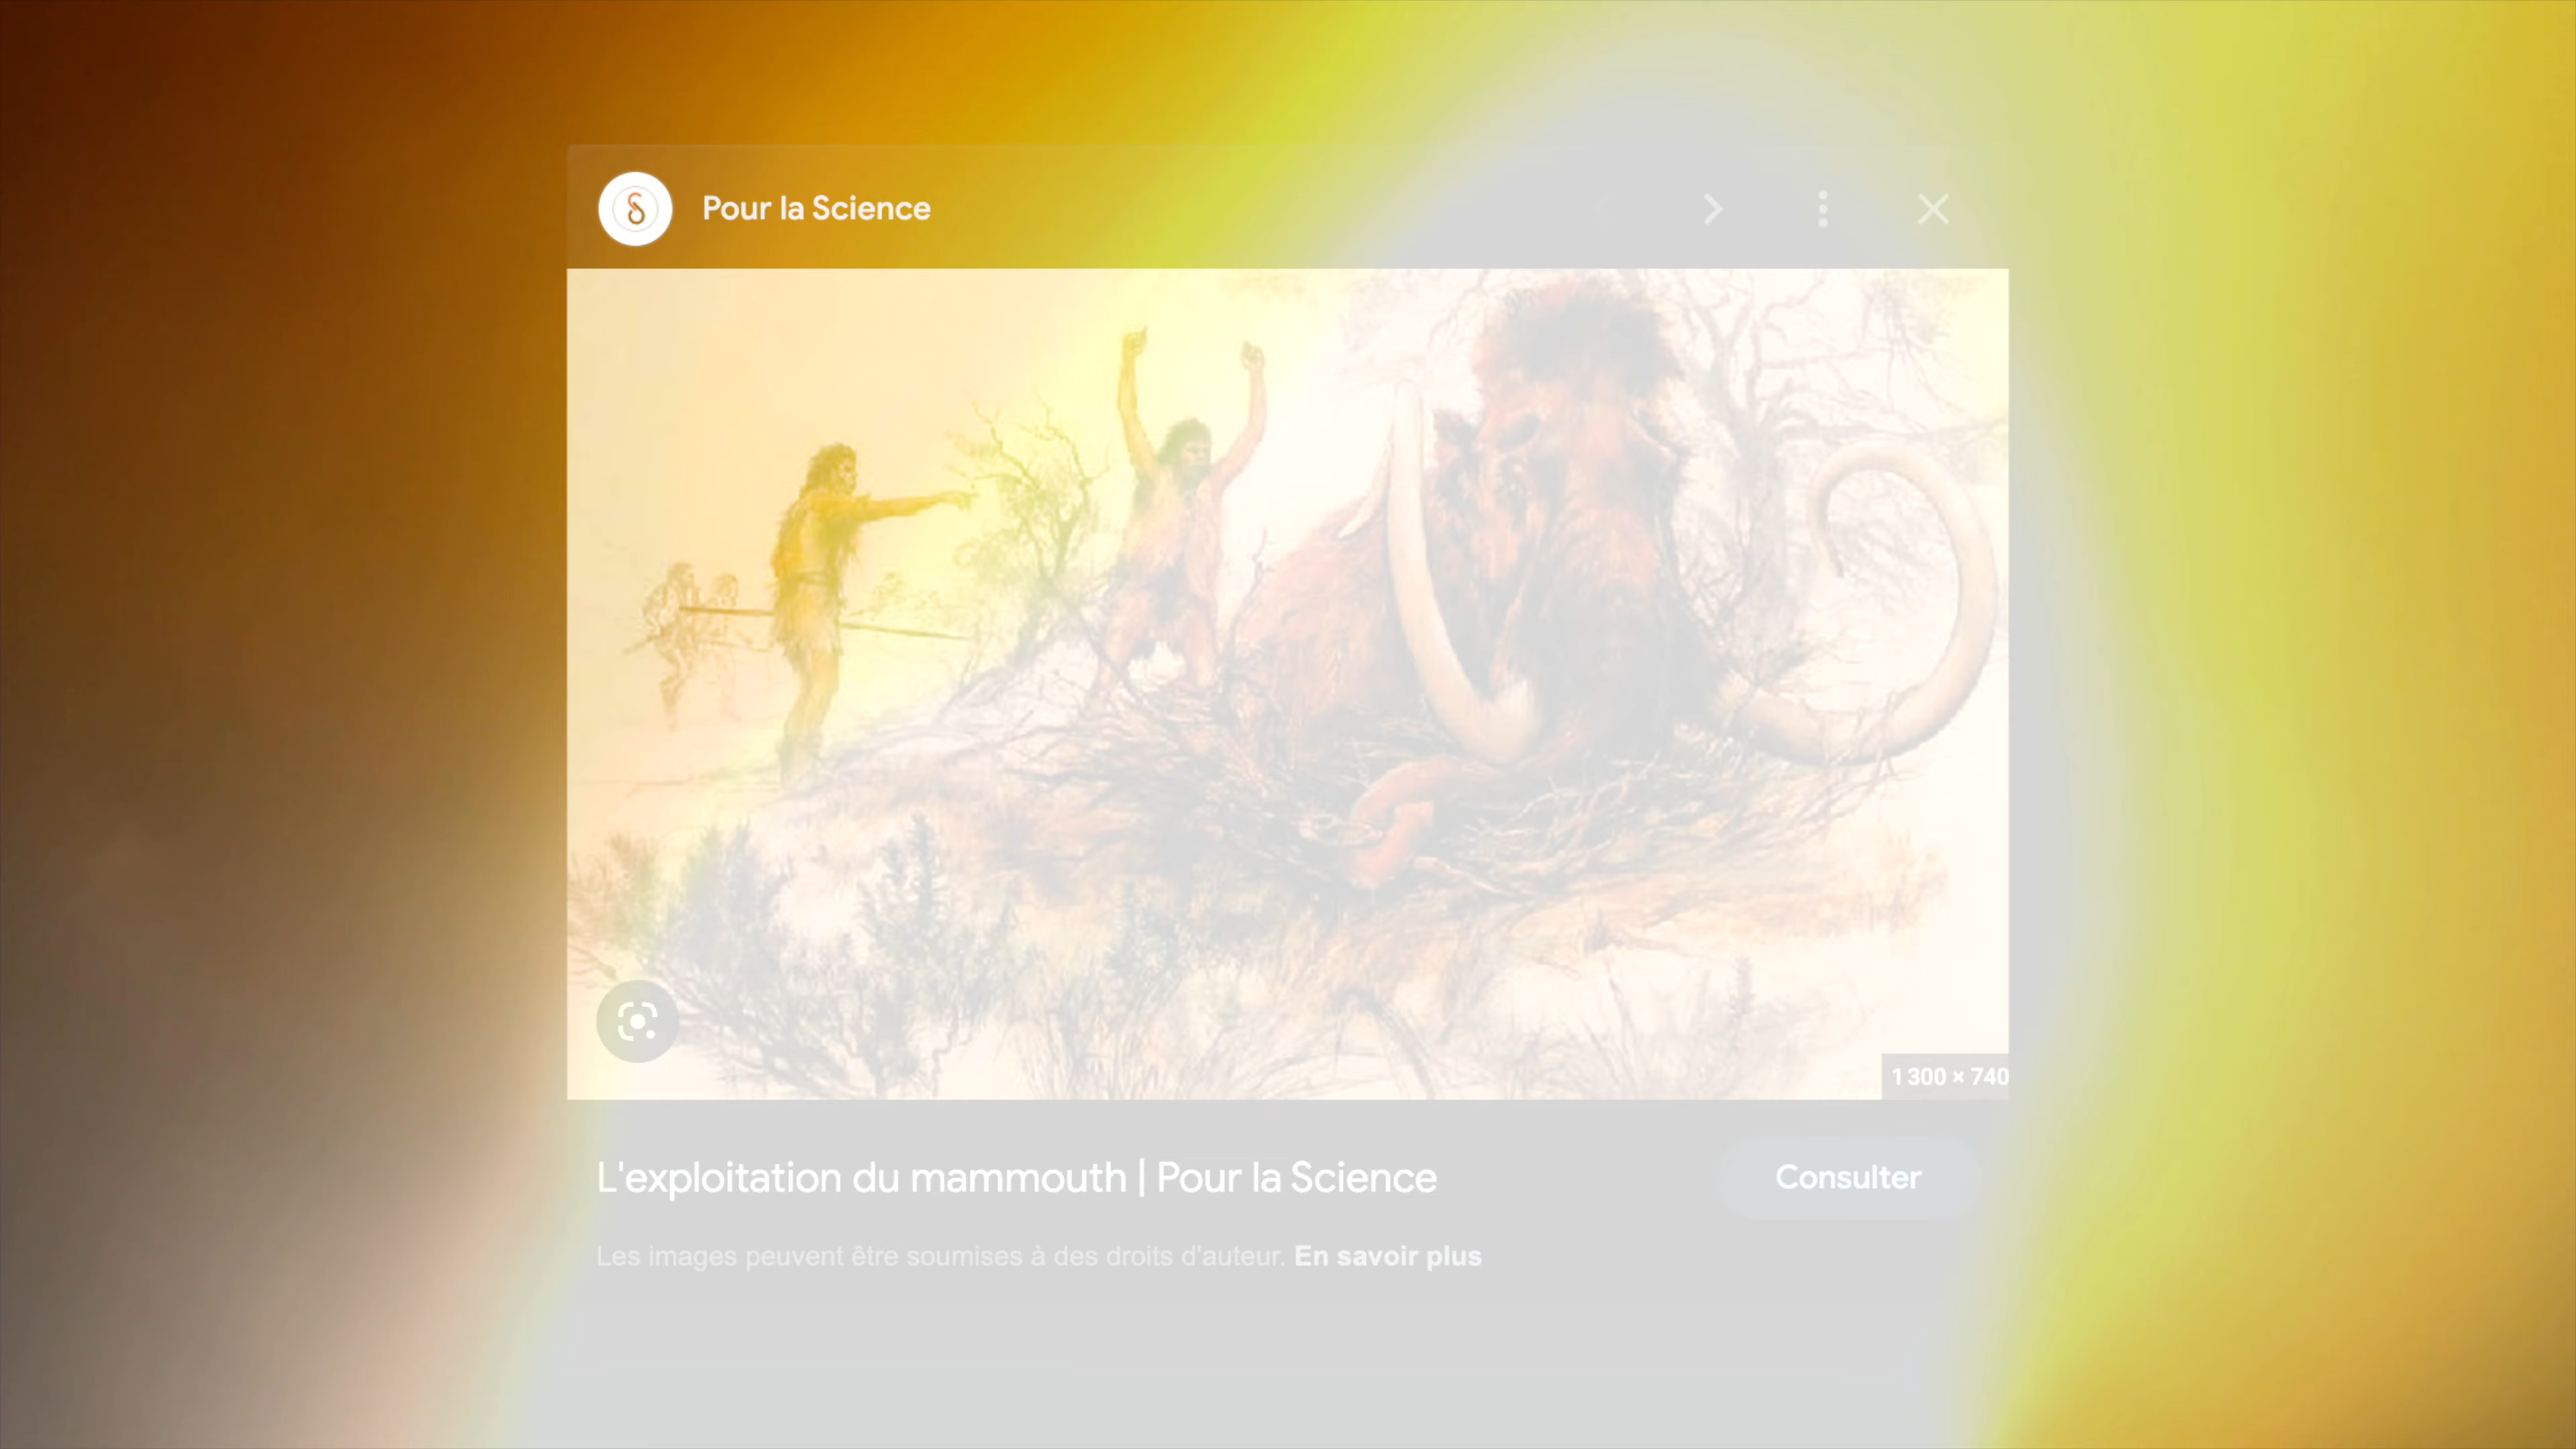 Pour la Science
1 300 × 740
L'exploitation du mammouth | Pour la Science
Consulter
Les images peuvent être soumises à des droits d'auteur. En savoir plus